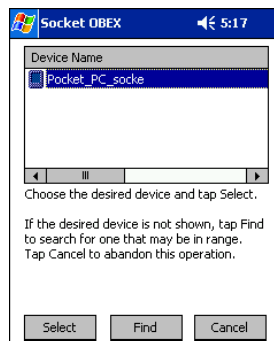 Socket OBEX 5:17
Device Name
Pocket_PC_socke
Choose the desired device and tap Select.
If the desired device is not shown, tap Find
to search for one that may be in range.
Tap Cancel to abandon this operation.
Select Find Cancel